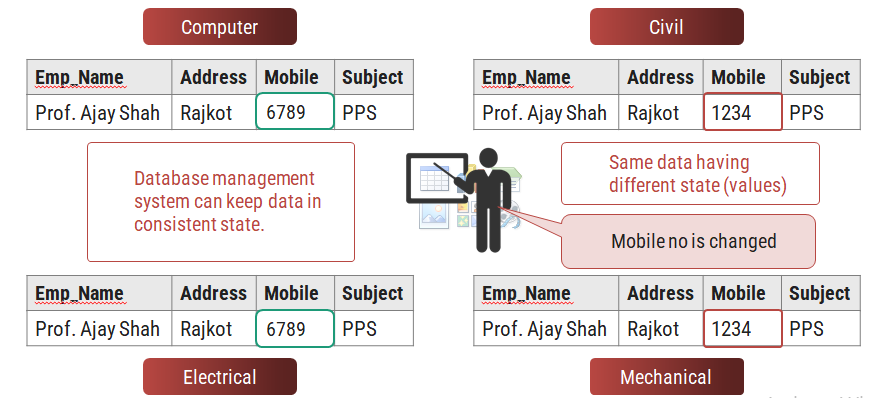 Computer
Civil
Emp_Name Address Mobile Subject
Prof. Ajay Shah Rajkot 6789 PPS
Emp_Name Address Mobile Subject
Prof. Ajay Shah Rajkot 1234 PPS
Database management
system can keep data in
consistent state.
Same data having
different state (values)
Mobile no is changed
Emp_Name Address Mobile Subject
Prof. Ajay Shah Rajkot 6789 PPS
Emp_Name Address Mobile Subject
Prof. Ajay Shah Rajkot 1234 PPS
Electrical
Mechanical